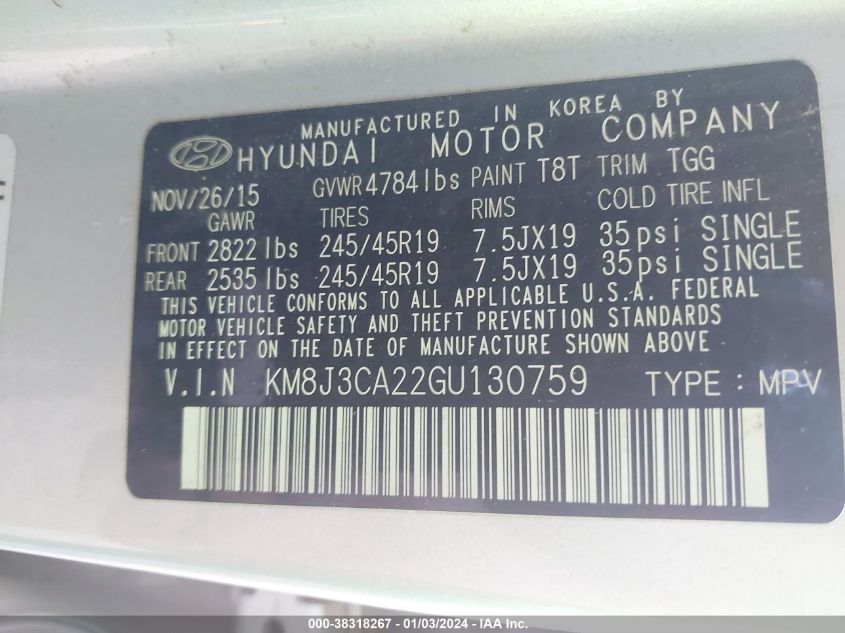 MANUFACTURED IN KOREA BY
HYUNDAI MOTOR COMPANY
NOV/26/15 GVWR 4784 lbs PAINT T8T TRIM TGG
GAWR TIRES RIMS COLD TIRE INFL
FRONT 2822 lbs 245/45R19 7.5JX19 35psi SINGLE
REAR 2535 lbs 245/45R19 7.5JX19 35psi SINGLE
THIS VEHICLE CONFORMS TO ALL APPLICABLE U.S.A. FEDERAL
MOTOR VEHICLE SAFETY AND THEFT PREVENTION STANDARDS
IN EFFECT ON THE DATE OF MANUFACTURE SHOWN ABOVE
V.I.N KM8J3CA22GU130759 TYPE : MPV
000-38318267 - 01/03/2024 - IAAI.COM